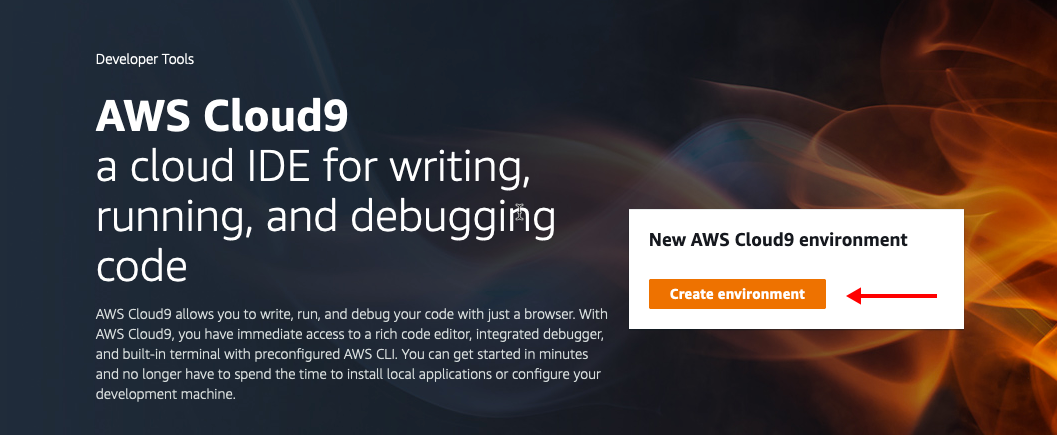 Developer Tools
AWS Cloud9
a cloud IDE for writing,
running, and debugging
code
AWS Cloud9 allows you to write, run, and debug your code with just a browser. With
AWS Cloud9, you have immediate access to a rich code editor, integrated debugger,
and built-in terminal with preconfigured AWS CLI. You can get started in minutes
and no longer have to spend the time to install local applications or configure your
development machine.
New AWS Cloud9 environment
Create environment